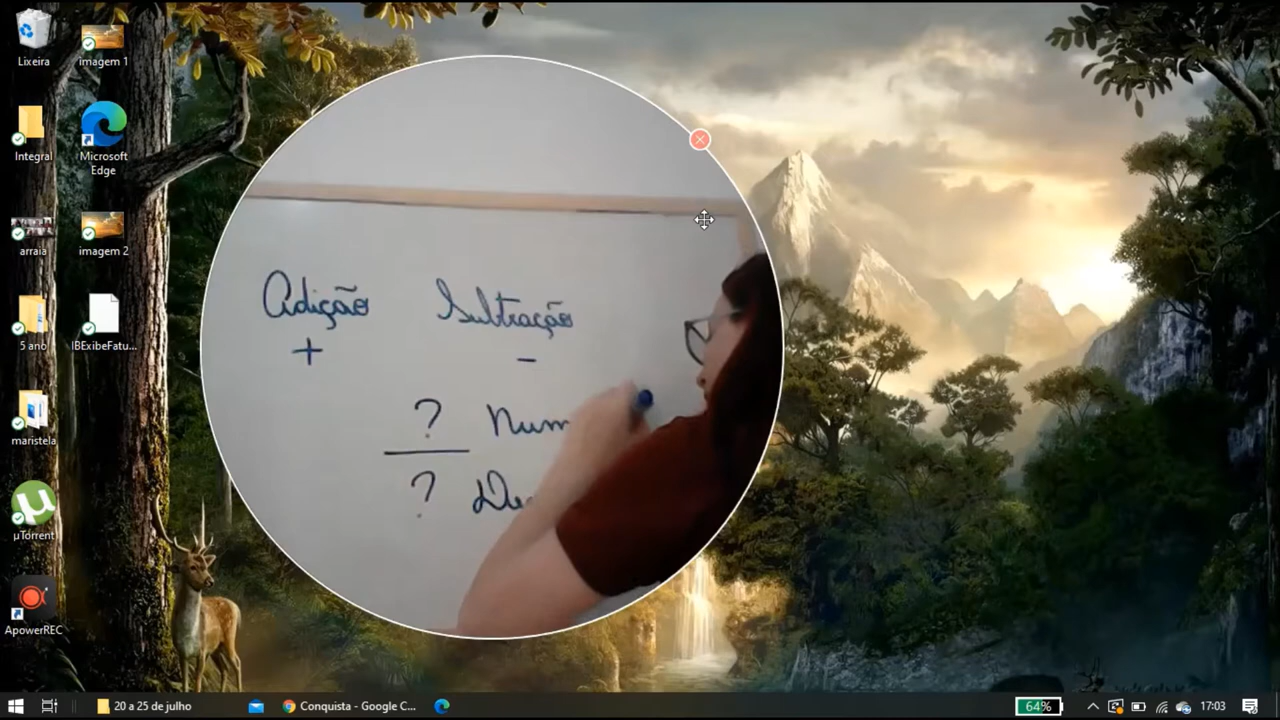 Lixeira
imagem 1
Integral
Microsoft
Edge
arraia
imagem 2
5 ano
IBExibeFatu...
maristela
µTorrent
ApowerREC
Adição Subtração
+ -
? Num
? De
20 a 25 de julho
Conquista - Google C...
64%
17:03